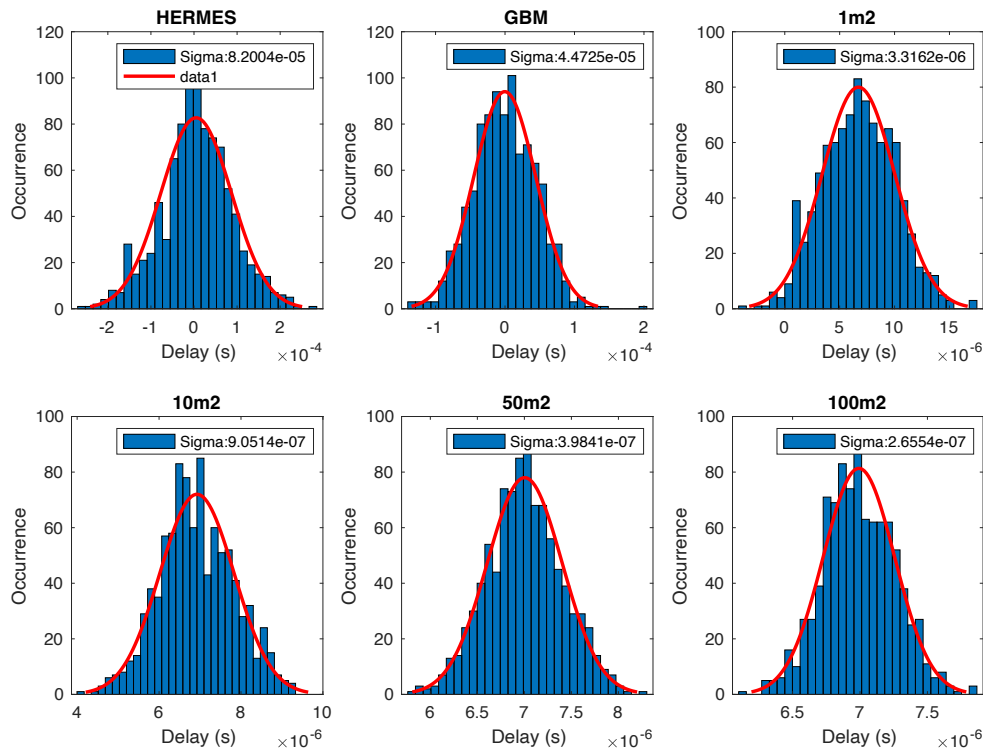 HERMES
Sigma:8.2004e-05
data1
Occurrence
120
100
80
60
40
20
0
-2 -1 0 1 2
Delay (s)
×10-4
GBM
Sigma:4.4725e-05
Occurrence
120
100
80
60
40
20
0
-1 0 1 2
Delay (s)
×10-4
1m2
Sigma:3.3162e-06
Occurrence
100
80
60
40
20
0
0 5 10 15
Delay (s)
×10-6
10m2
Sigma:9.0514e-07
Occurrence
100
80
60
40
20
0
4 6 8 10
Delay (s)
×10-6
50m2
Sigma:3.9841e-07
Occurrence
100
80
60
40
20
0
6 6.5 7 7.5 8
Delay (s)
×10-6
100m2
Sigma:2.6554e-07
Occurrence
100
80
60
40
20
0
6.5 7 7.5
Delay (s)
×10-6